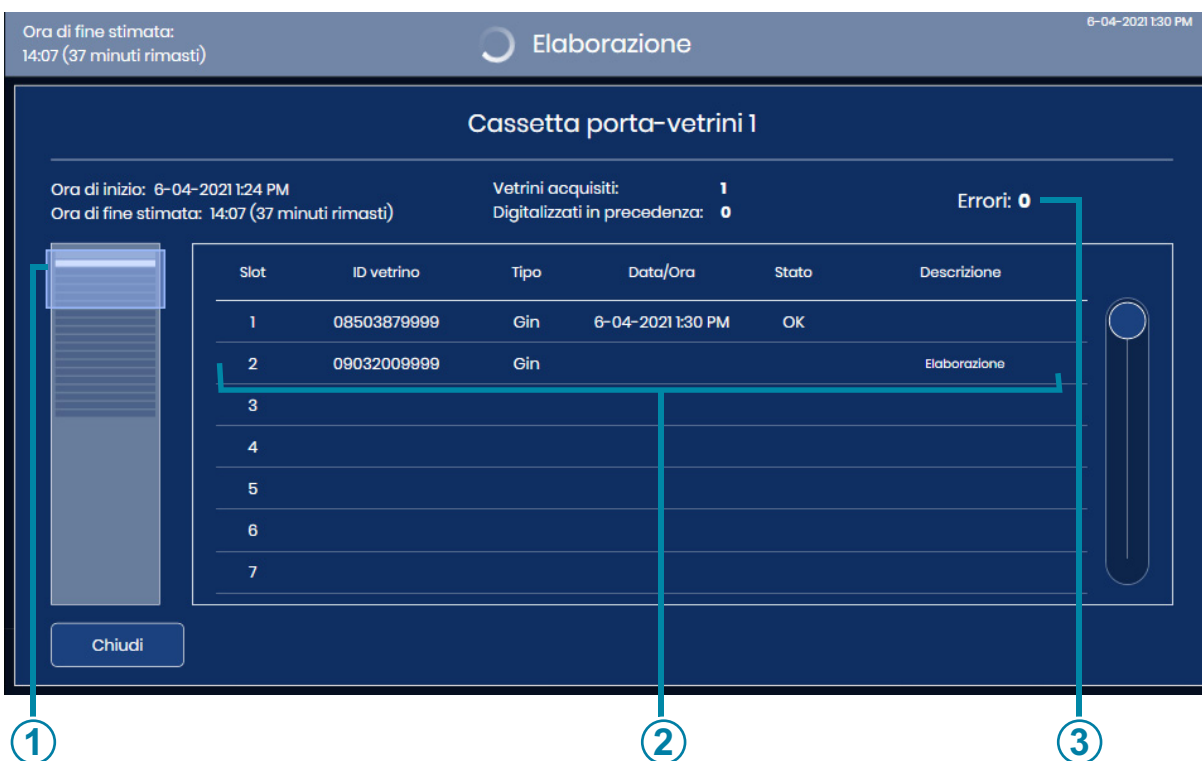 Ora di fine stimata:
14:07 (37 minuti rimasti)
Elaborazione
6-04-2021 1:30 PM
Cassetta porta-vetrini 1
Ora di inizio: 6-04-2021 1:24 PM
Ora di fine stimata: 14:07 (37 minuti rimasti)
Vetrini acquisiti: 1
Digitalizzati in precedenza: 0
Errori: 0
Slot ID vetrino Tipo Data/Ora Stato Descrizione
1 08503879999 Gin 6-04-2021 1:30 PM OK
2 09032009999 Gin Elaborazione
3
4
5
6
7
Chiudi
1 2 3